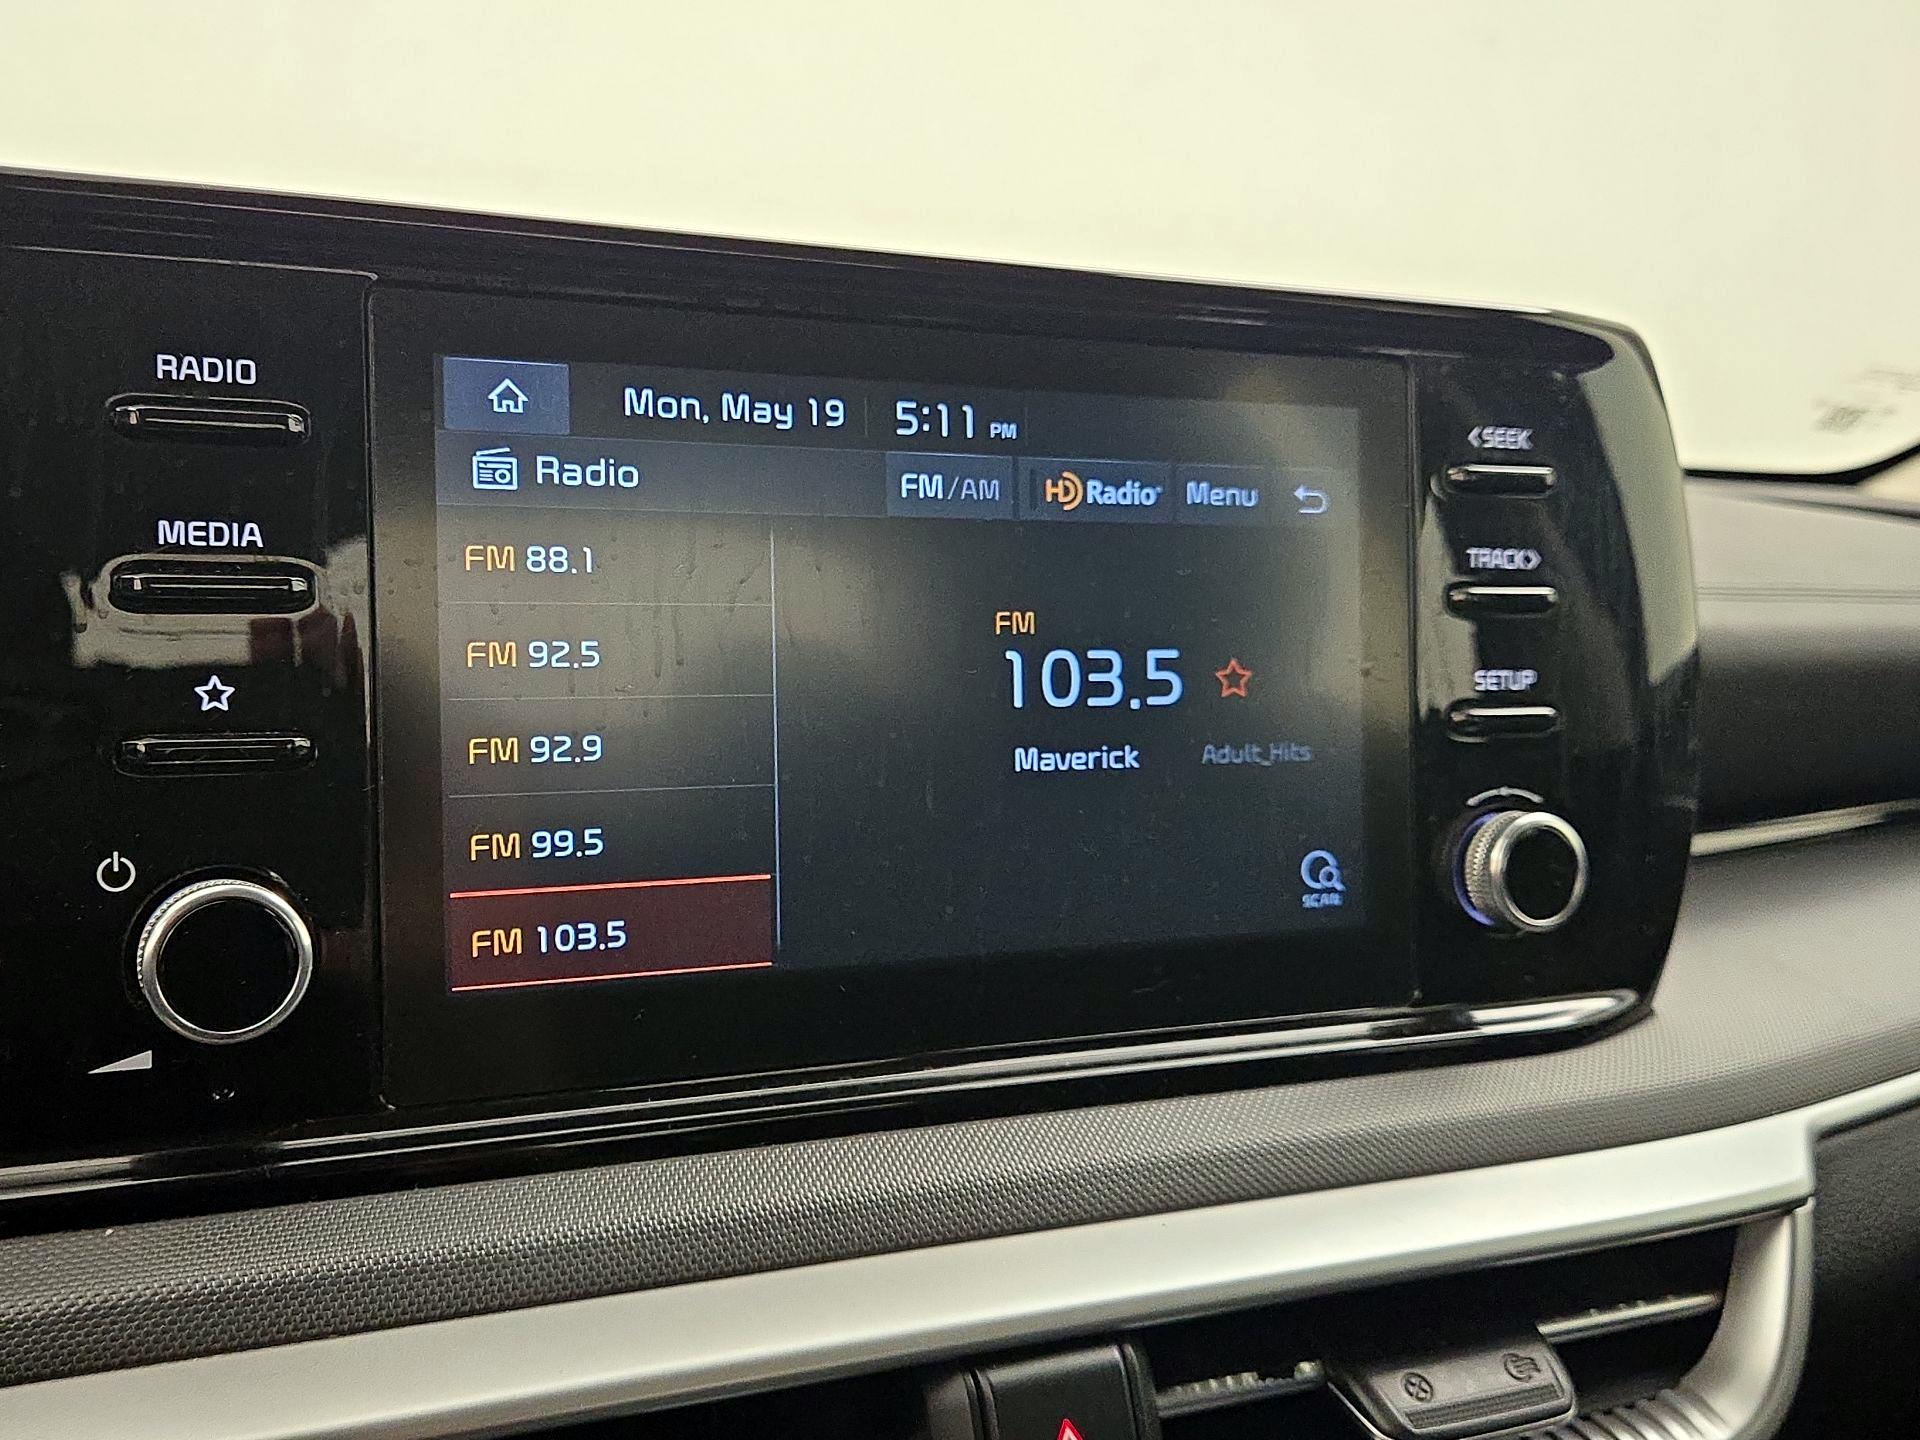 RADIO
MEDIA
Mon, May 19 5:11 PM
Radio FM/AM HD Radio Menu
FM 88.1
FM 92.5
FM 92.9
FM 99.5
FM 103.5
FM
103.5
Maverick Adult_Hits
SCAN
<SEEK
TRACK>
SETUP